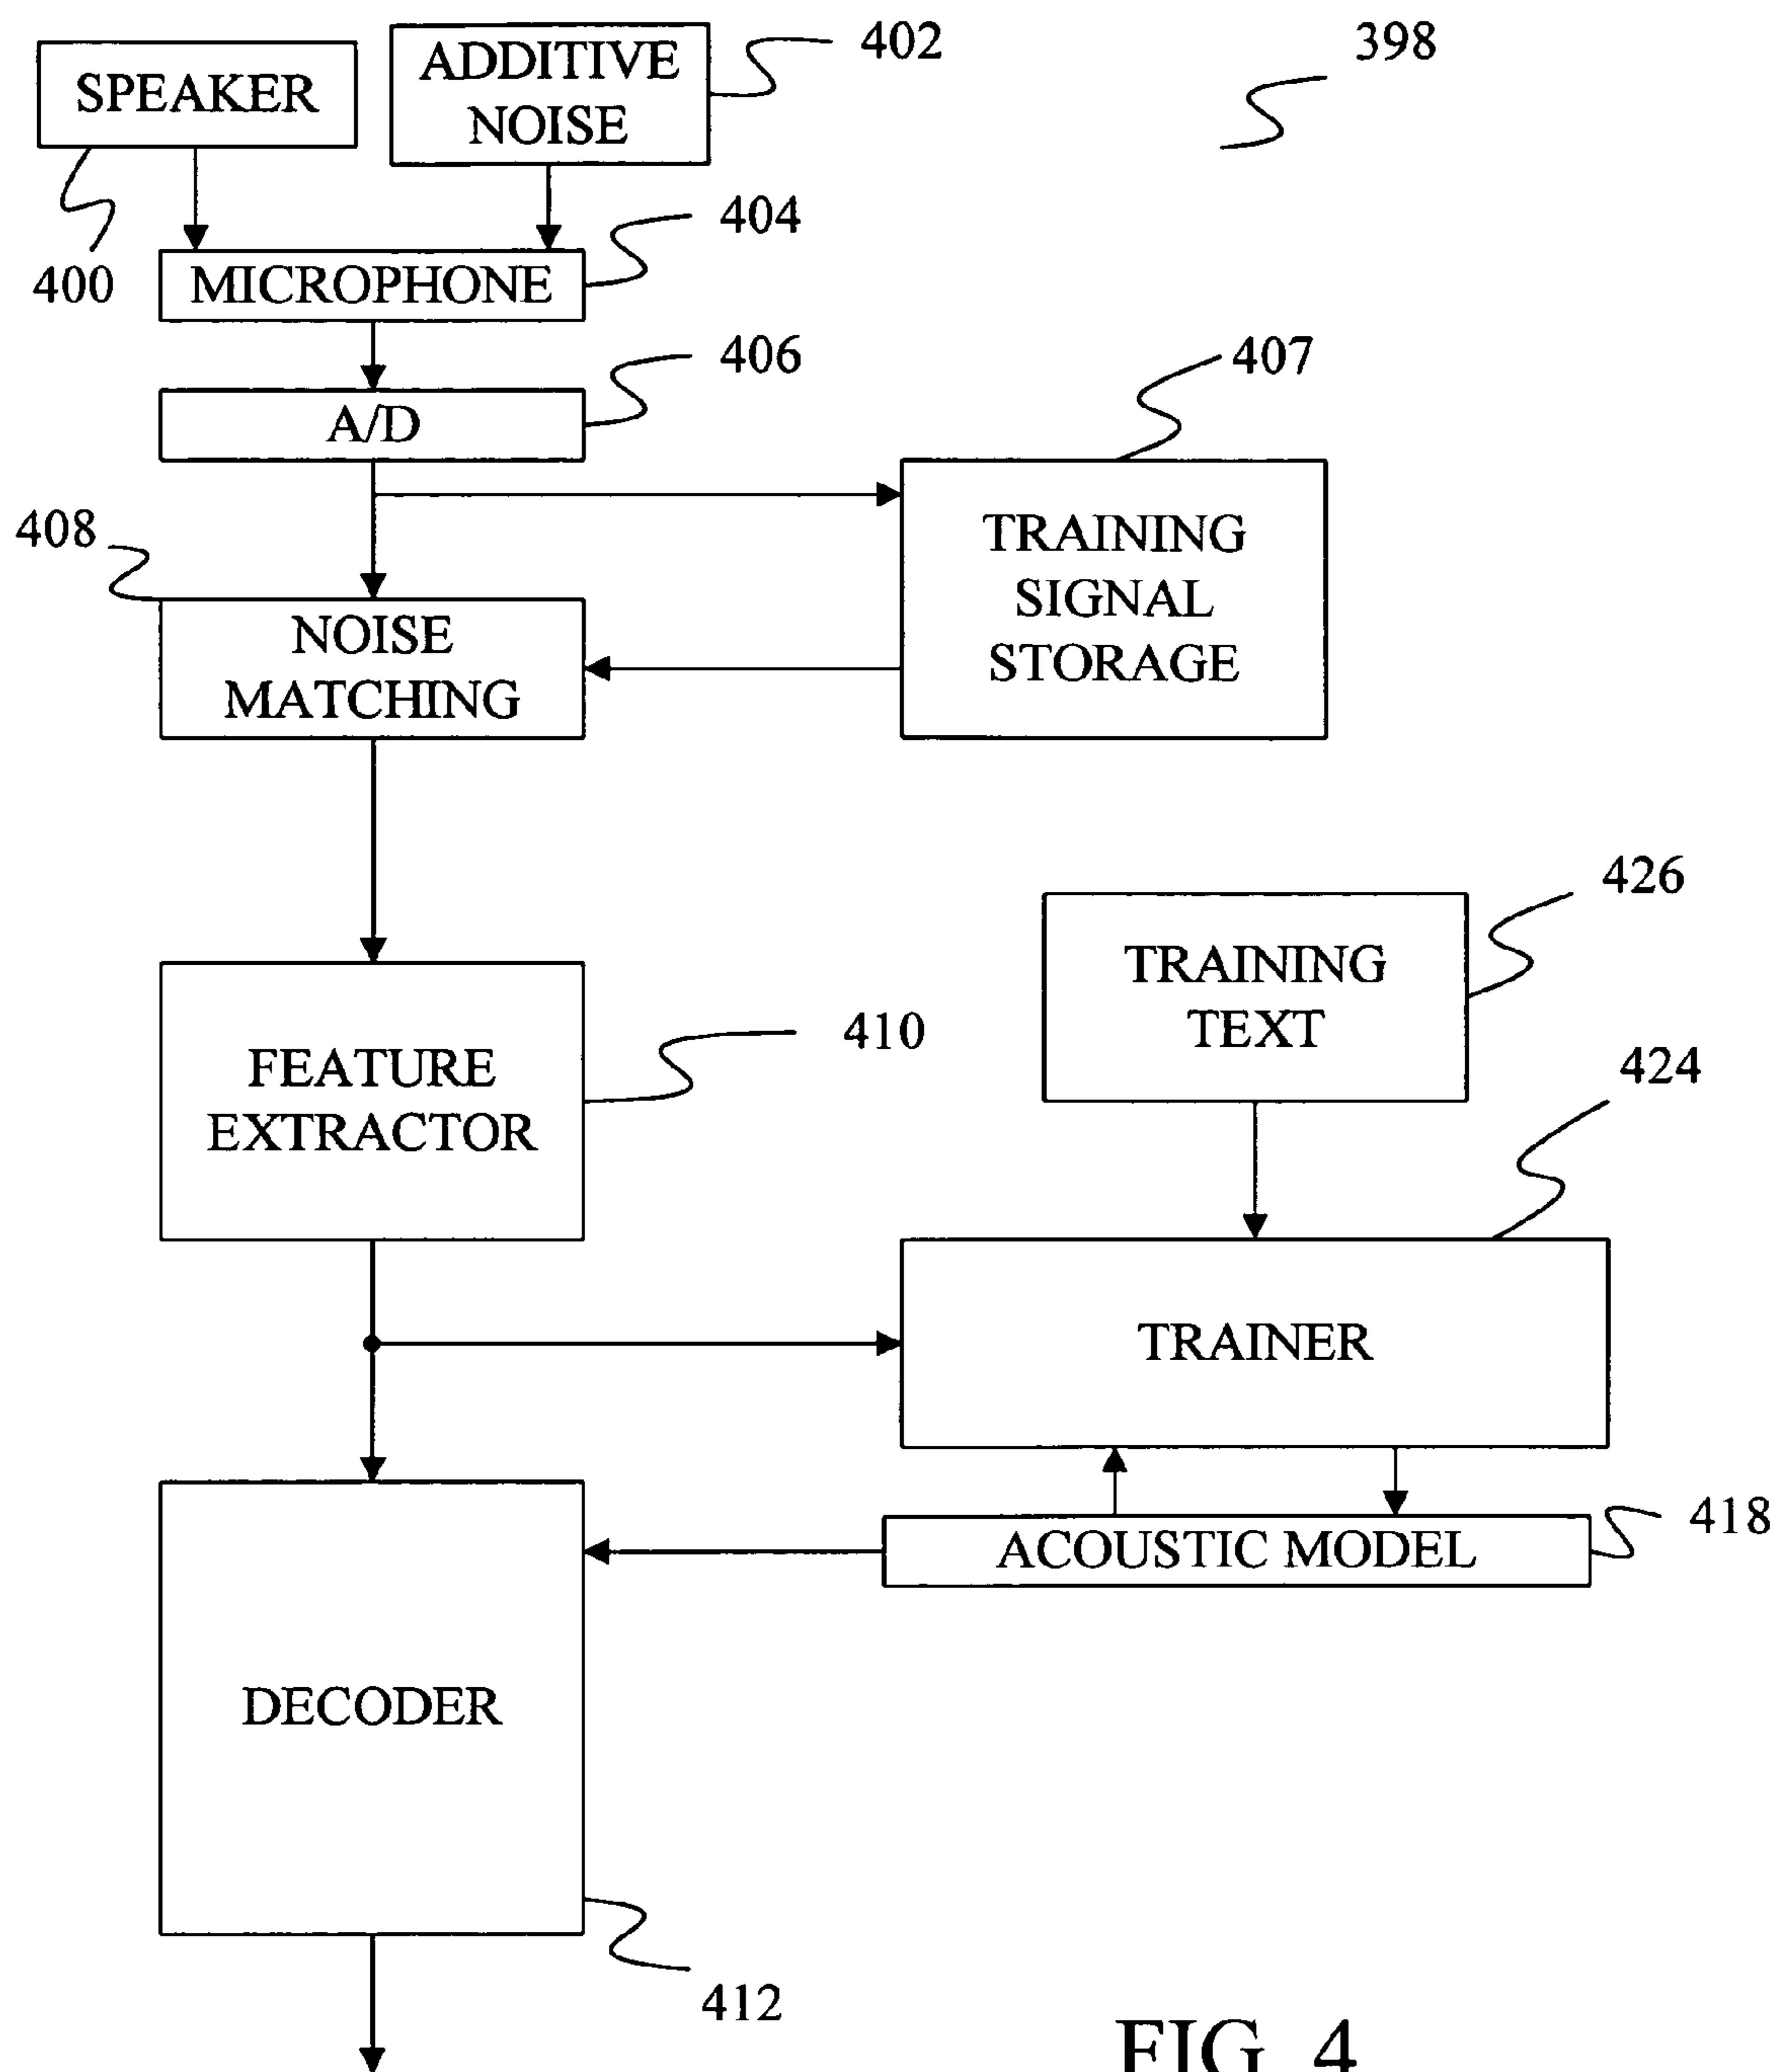 SPEAKER
ADDITIVE
NOISE
402
398
400
MICROPHONE
404
A/D
406
407
408
NOISE
MATCHING
TRAINING
SIGNAL
STORAGE
FEATURE
EXTRACTOR
410
TRAINING
TEXT
426
424
TRAINER
ACOUSTIC MODEL
418
DECODER
412
FIG. 4